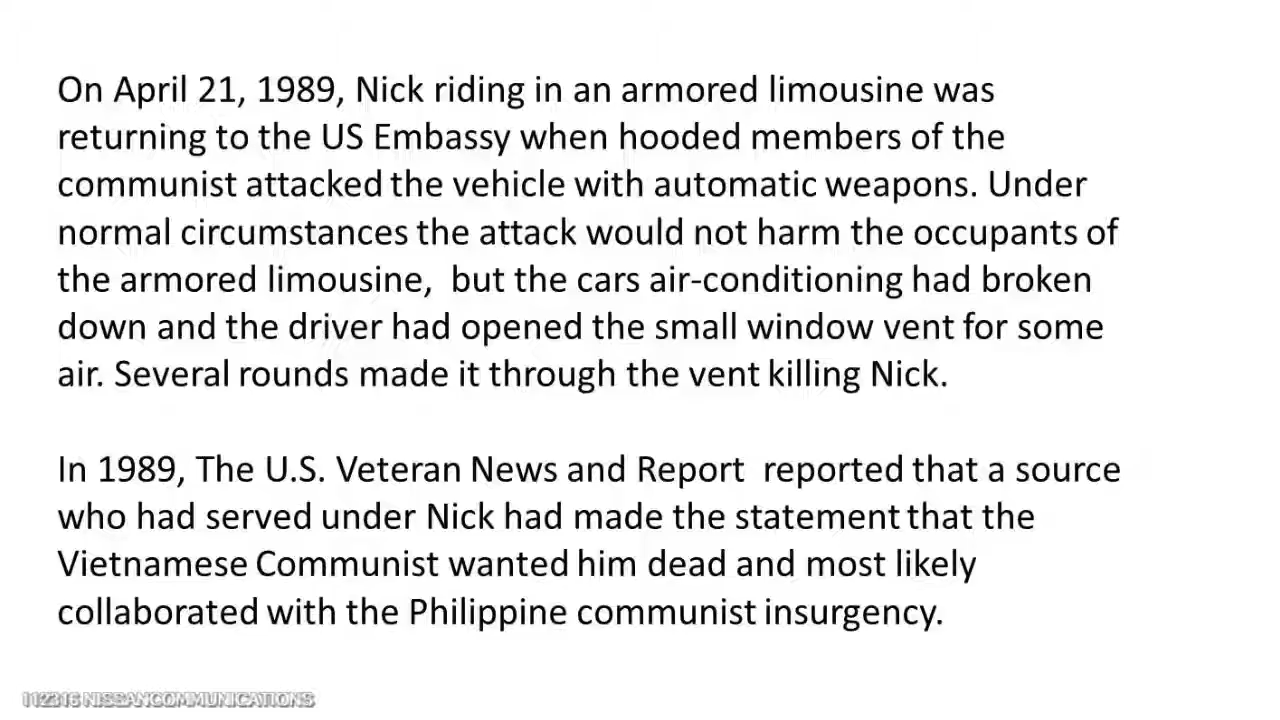 On April 21, 1989, Nick riding in an armored limousine was
returning to the US Embassy when hooded members of the
communist attacked the vehicle with automatic weapons. Under
normal circumstances the attack would not harm the occupants of
the armored limousine,  but the cars air-conditioning had broken
down and the driver had opened the small window vent for some
air. Several rounds made it through the vent killing Nick.
In 1989, The U.S. Veteran News and Report  reported that a source
who had served under Nick had made the statement that the
Vietnamese Communist wanted him dead and most likely
collaborated with the Philippine communist insurgency.
112316 NISSANCOMMUNICATIONS